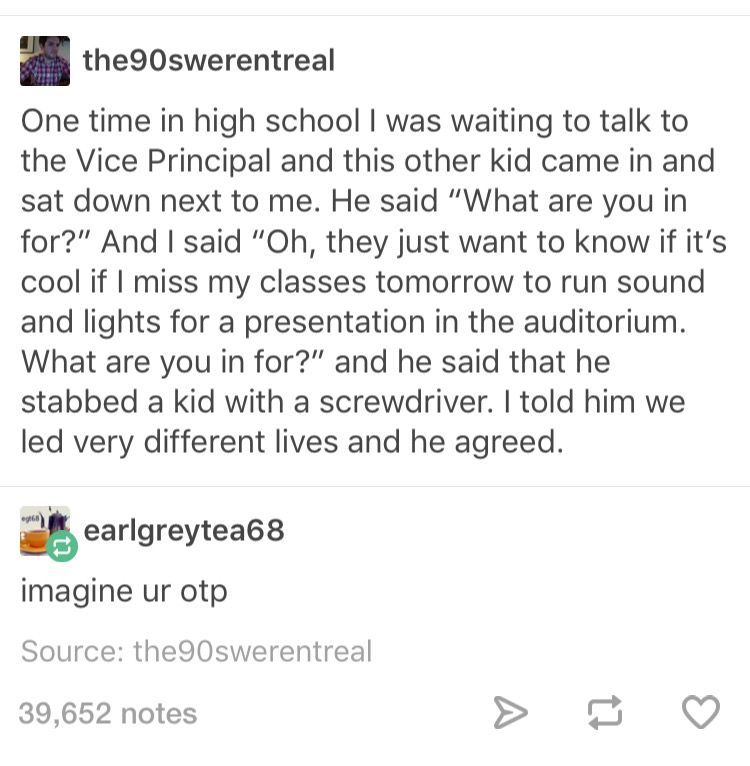 the90swerentreal
One time in high school I was waiting to talk to
the Vice Principal and this other kid came in and
sat down next to me. He said “What are you in
for?” And I said “Oh, they just want to know if it’s
cool if I miss my classes tomorrow to run sound
and lights for a presentation in the auditorium.
What are you in for?” and he said that he
stabbed a kid with a screwdriver. I told him we
led very different lives and he agreed.
egt68
earlgreytea68
imagine ur otp
Source: the90swerentreal
39,652 notes